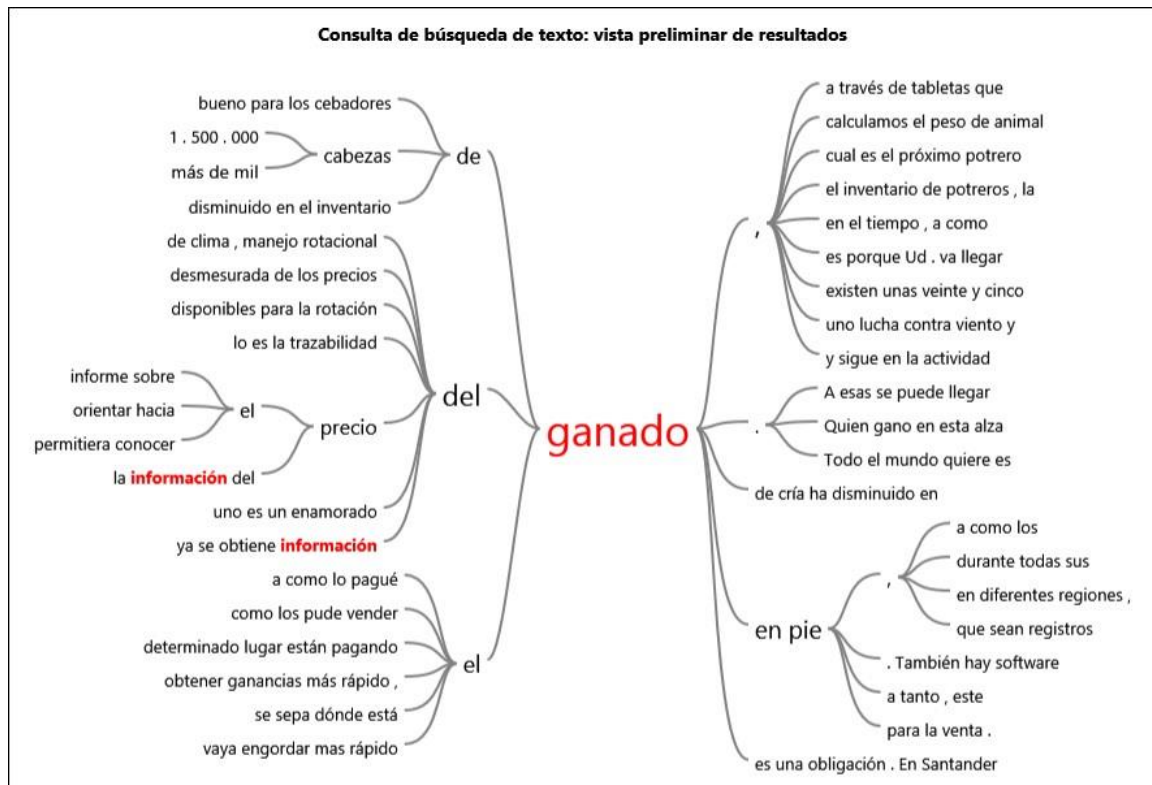 Consulta de búsqueda de texto: vista preliminar de resultados
bueno para los cebadores
1 . 500 . 000
más de mil
cabezas
disminuido en el inventario
de
de clima , manejo rotacional
desmesurada de los precios
disponibles para la rotación
lo es la trazabilidad
informe sobre
orientar hacia
permitiera conocer
el
la información del
precio
uno es un enamorado
ya se obtiene información
del
a como lo pagué
como los pude vender
determinado lugar están pagando
obtener ganancias más rápido ,
se sepa dónde está
vaya engordar mas rápido
el
ganado
,
a través de tabletas que
calculamos el peso de animal
cual es el próximo potrero
el inventario de potreros , la
en el tiempo , a como
es porque Ud . va llegar
existen unas veinte y cinco
uno lucha contra viento y
y sigue en la actividad
.
A esas se puede llegar
Quien gano en esta alza
Todo el mundo quiere es
de cría ha disminuido en
en pie
,
a como los
durante todas sus
en diferentes regiones ,
que sean registros
. También hay software
a tanto , este
para la venta .
es una obligación . En Santander